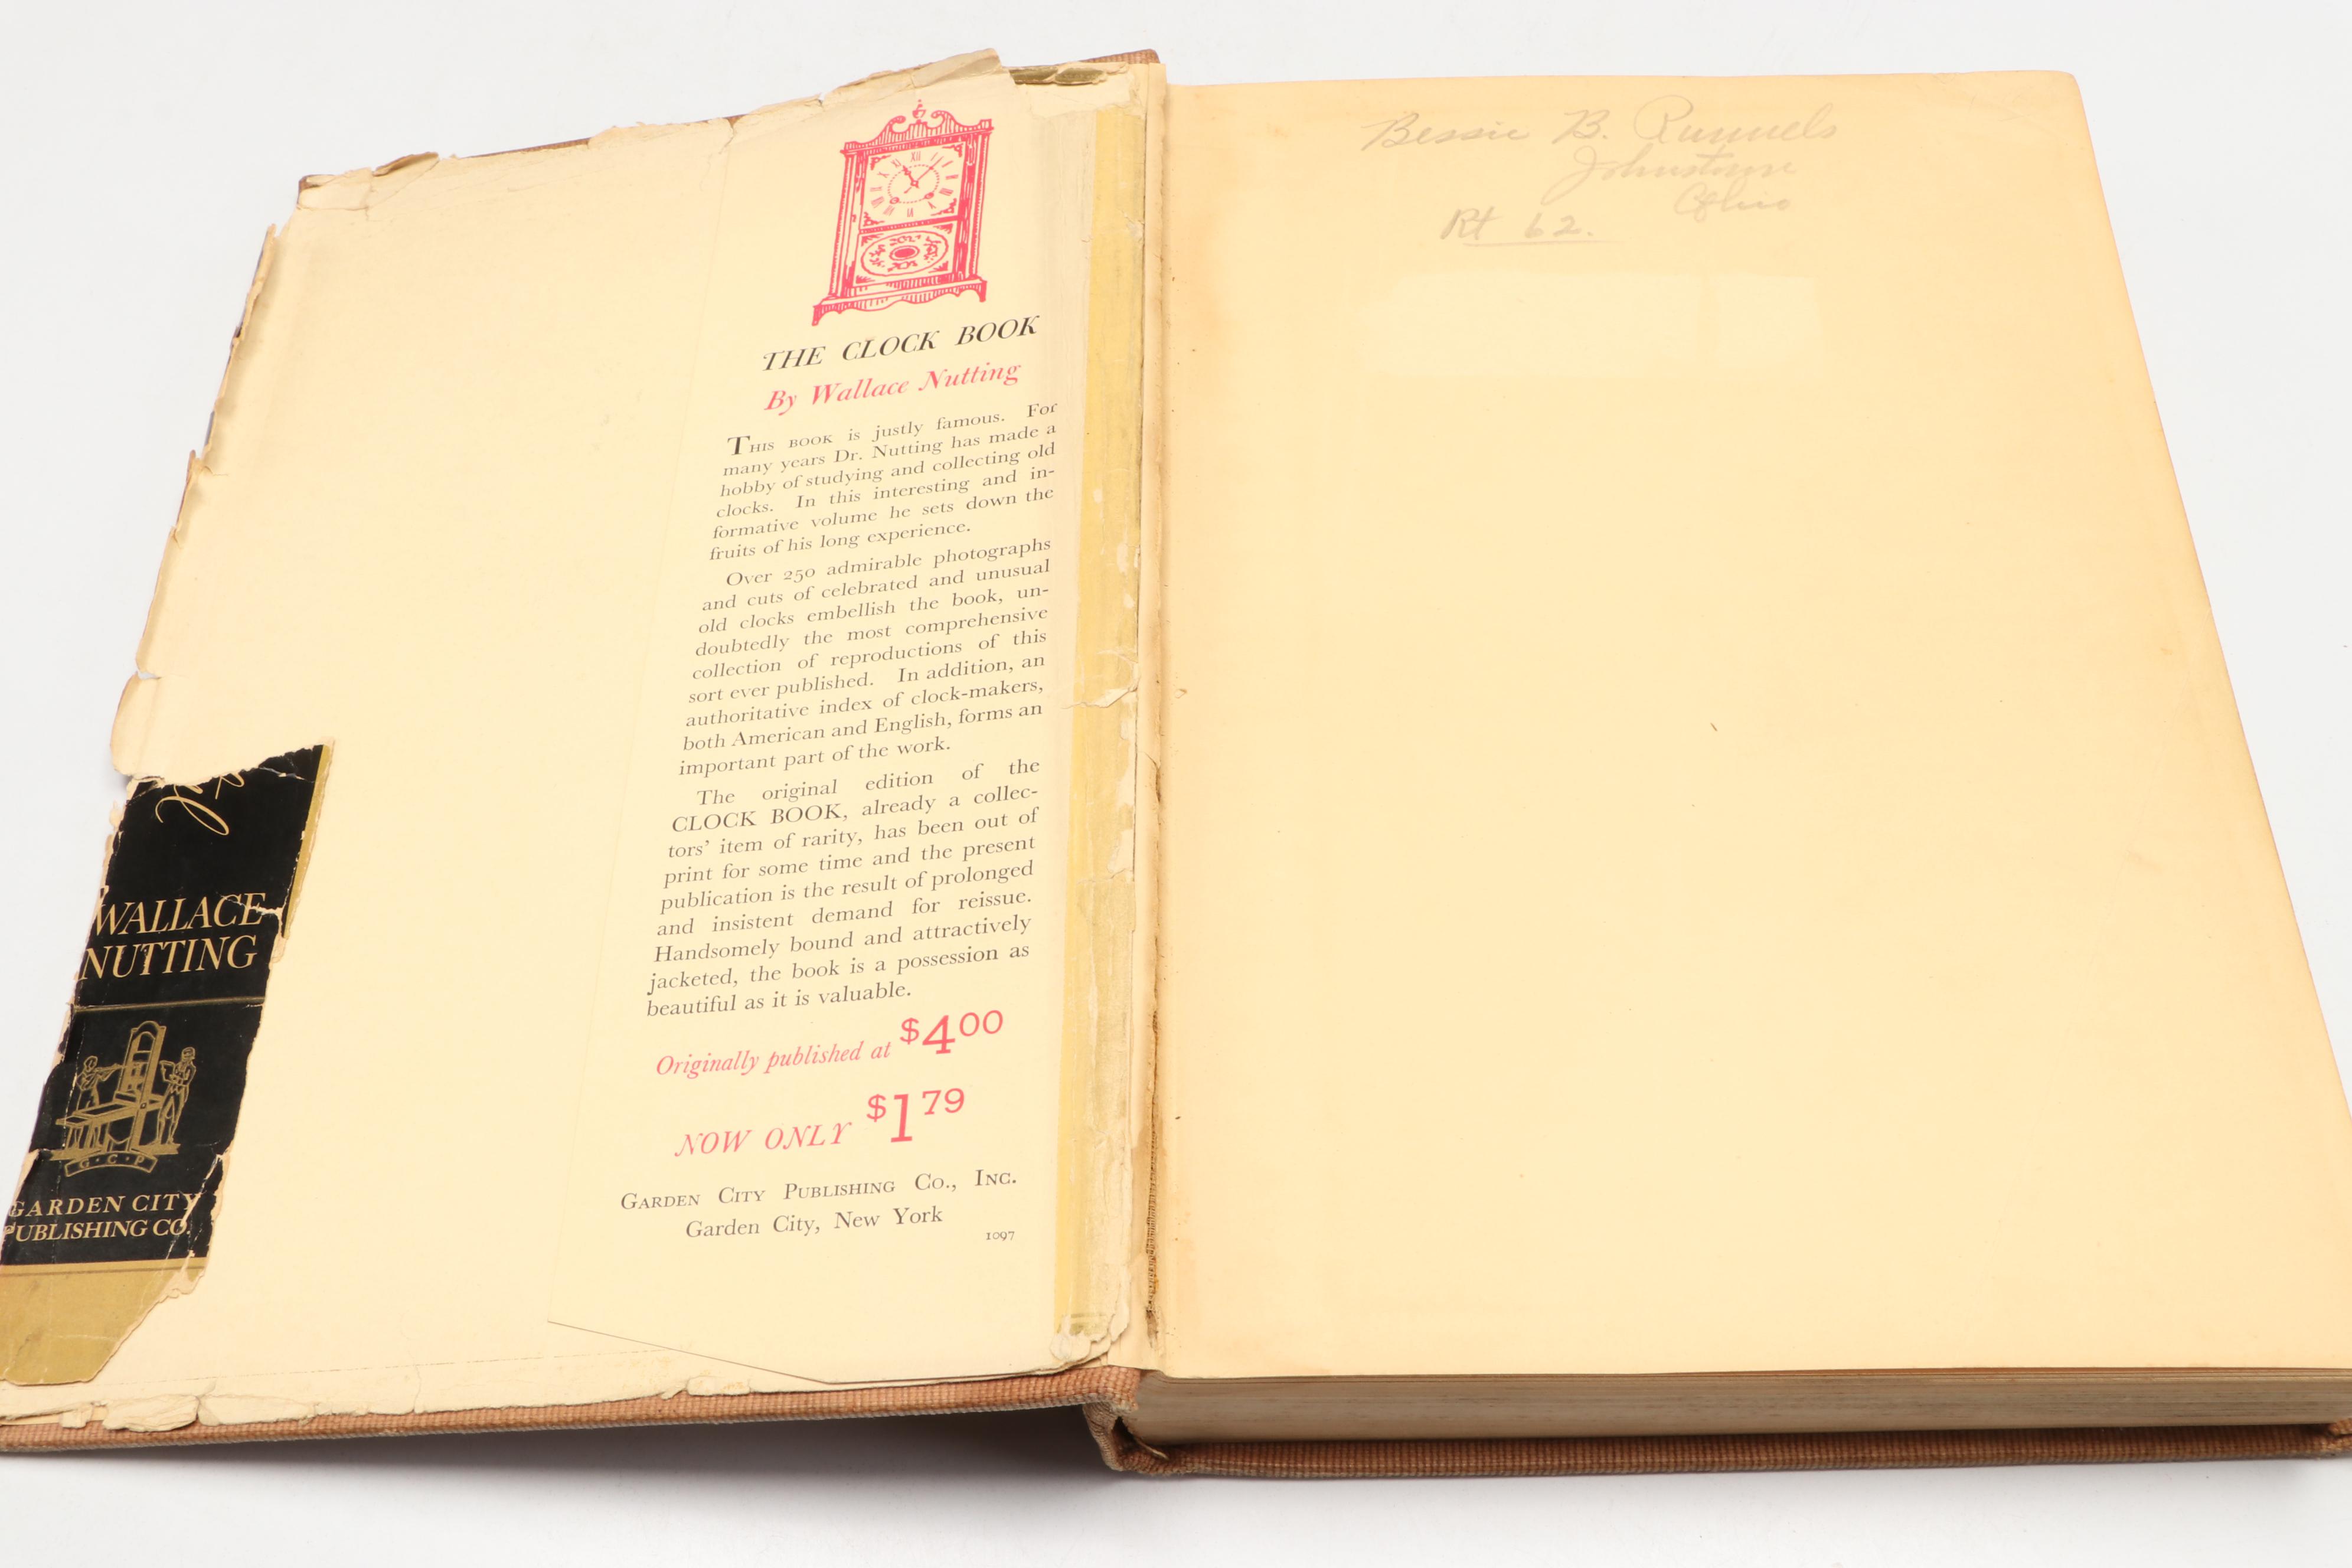 WALLACE
NUTTING
G·C·P
GARDEN CITY
PUBLISHING CO.
THE CLOCK BOOK
By Wallace Nutting
THIS BOOK is justly famous. For
many years Dr. Nutting has made a
hobby of studying and collecting old
clocks. In this interesting and in-
formative volume he sets down the
fruits of his long experience.
Over 250 admirable photographs
and cuts of celebrated and unusual
old clocks embellish the book, un-
doubtedly the most comprehensive
collection of reproductions of this
sort ever published. In addition, an
authoritative index of clock-makers,
both American and English, forms an
important part of the work.
The original edition of the
CLOCK BOOK, already a collec-
tors' item of rarity, has been out of
print for some time and the present
publication is the result of prolonged
and insistent demand for reissue.
Handsomely bound and attractively
jacketed, the book is a possession as
beautiful as it is valuable.
Originally published at $4 00
NOW ONLY $1 79
GARDEN CITY PUBLISHING CO., INC.
Garden City, New York
1097
Bessie B. Runnels
Johnstown
Ohio
Rt 62.